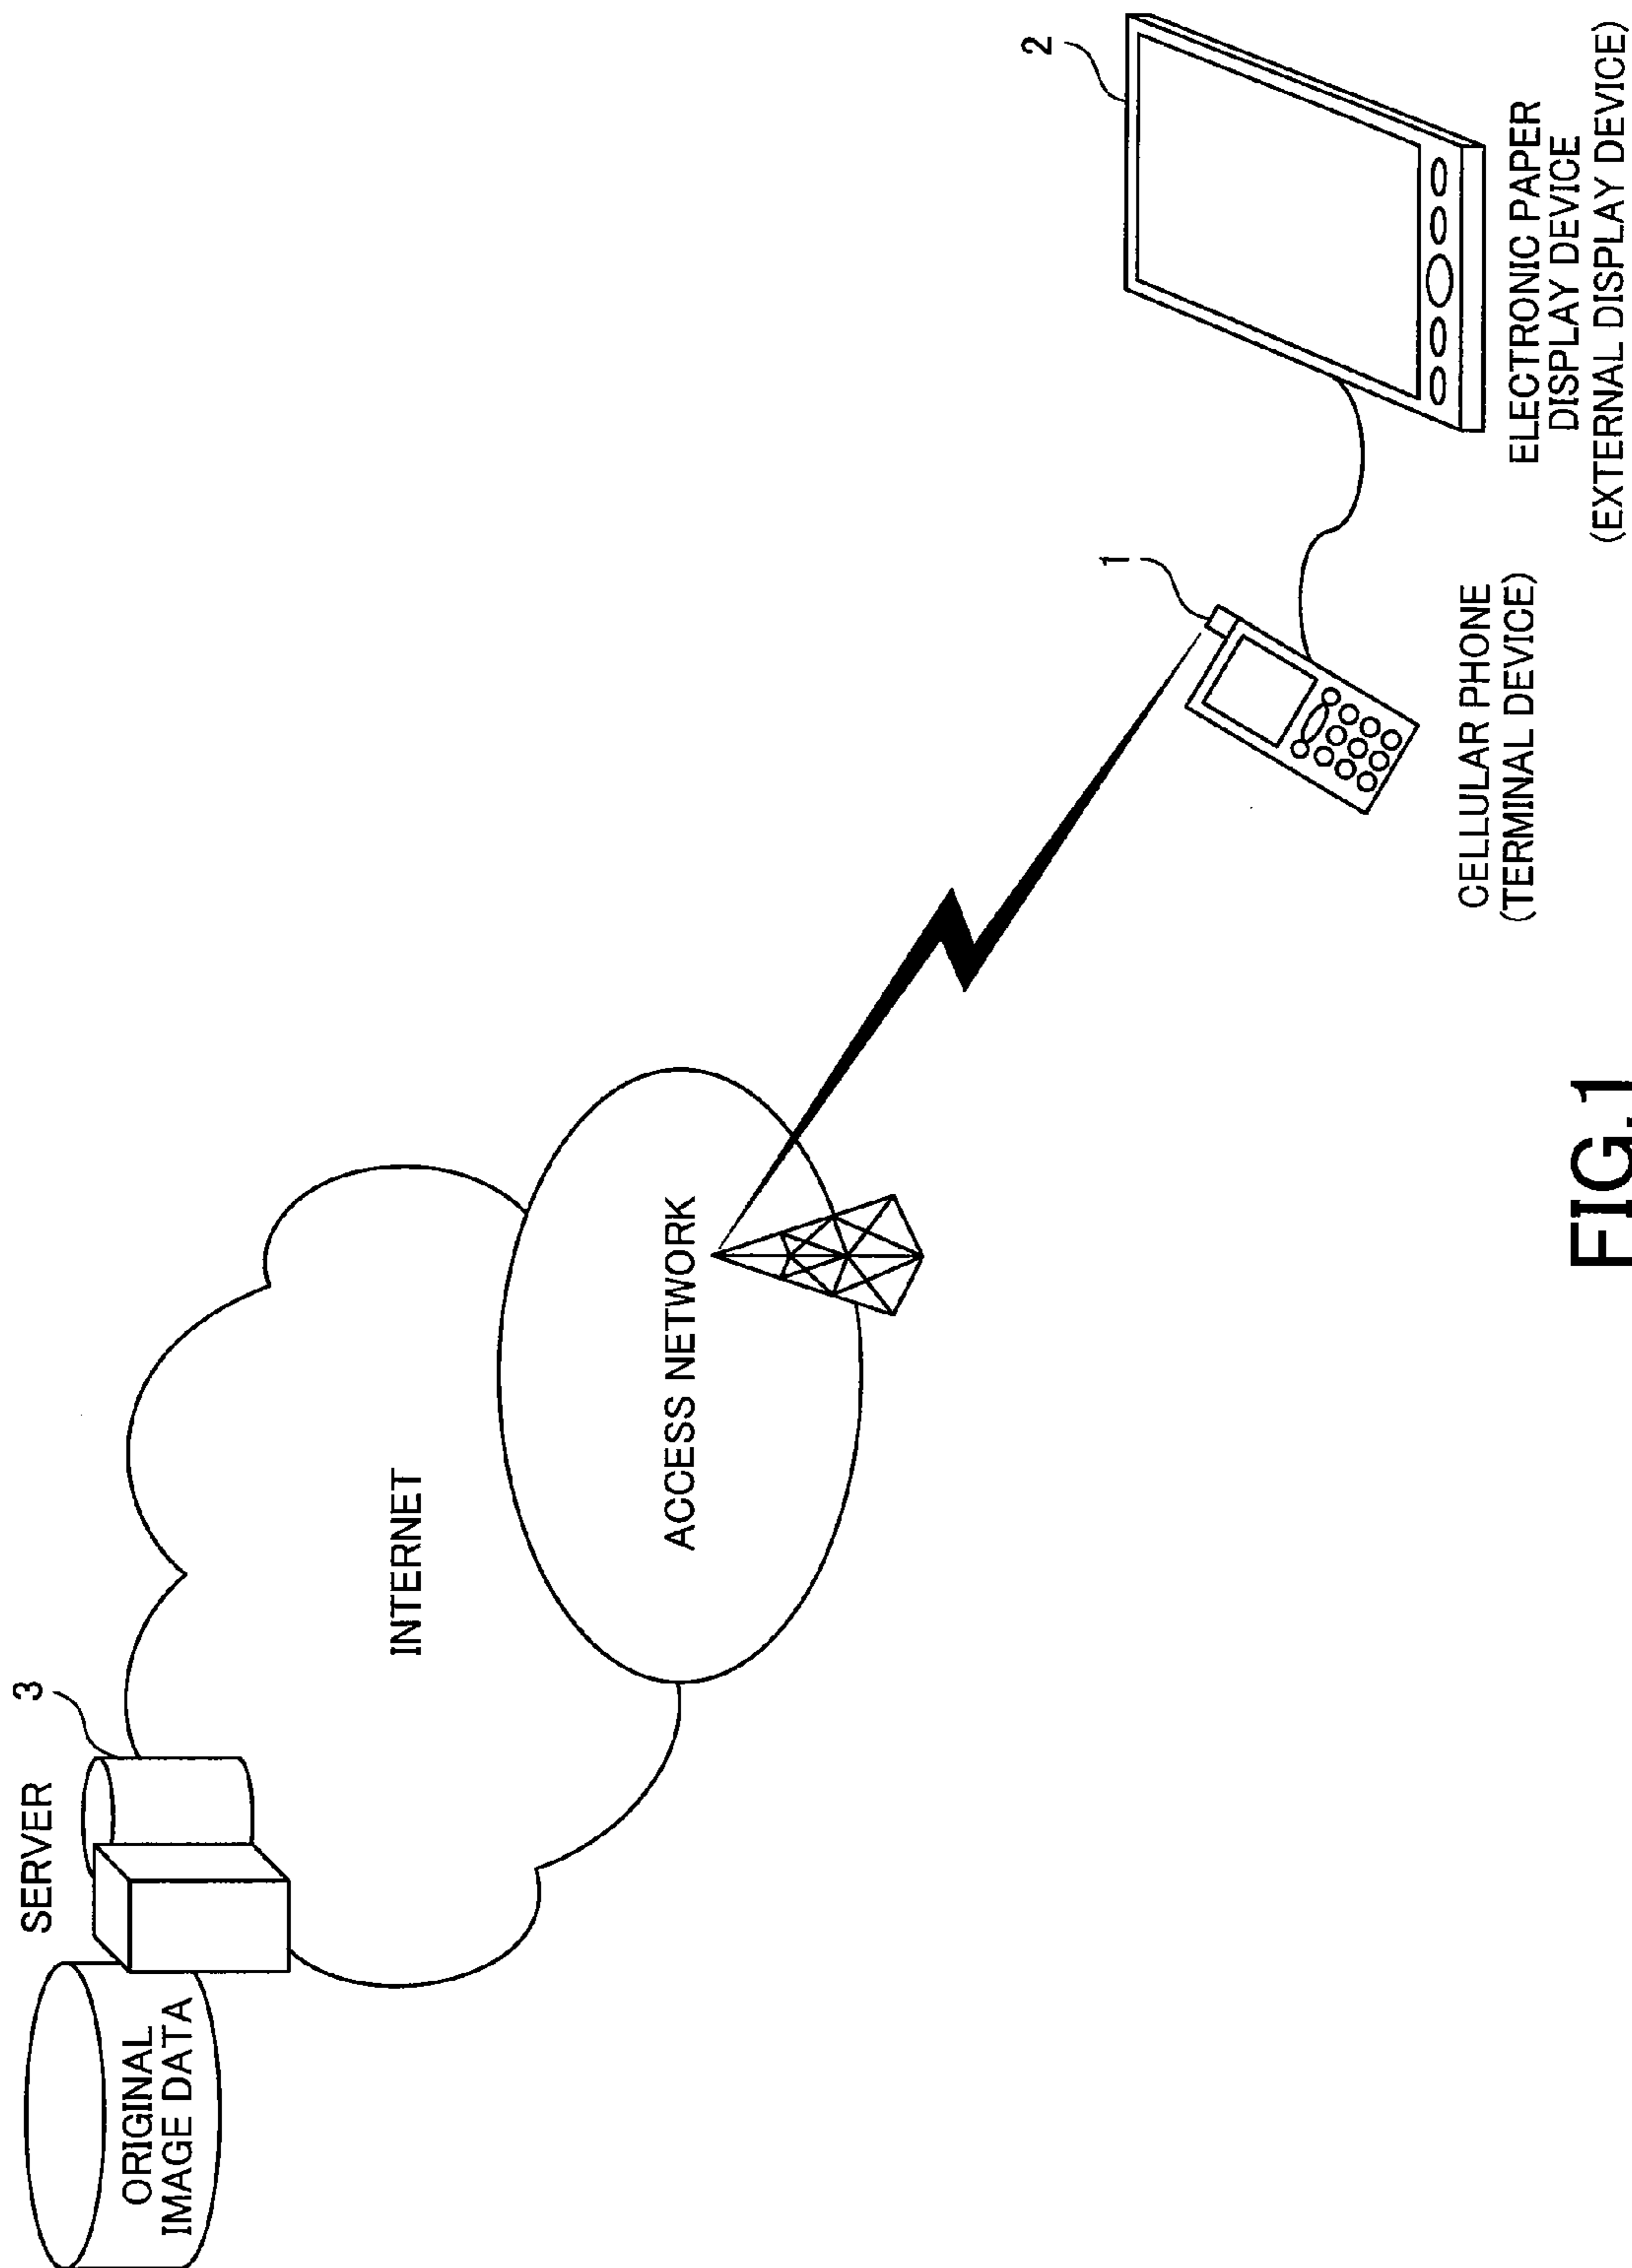 SERVER
3
ORIGINAL
IMAGE DATA
INTERNET
ACCESS NETWORK
1
2
CELLULAR PHONE
(TERMINAL DEVICE)
ELECTRONIC PAPER
DISPLAY DEVICE
(EXTERNAL DISPLAY DEVICE)
FIG.1